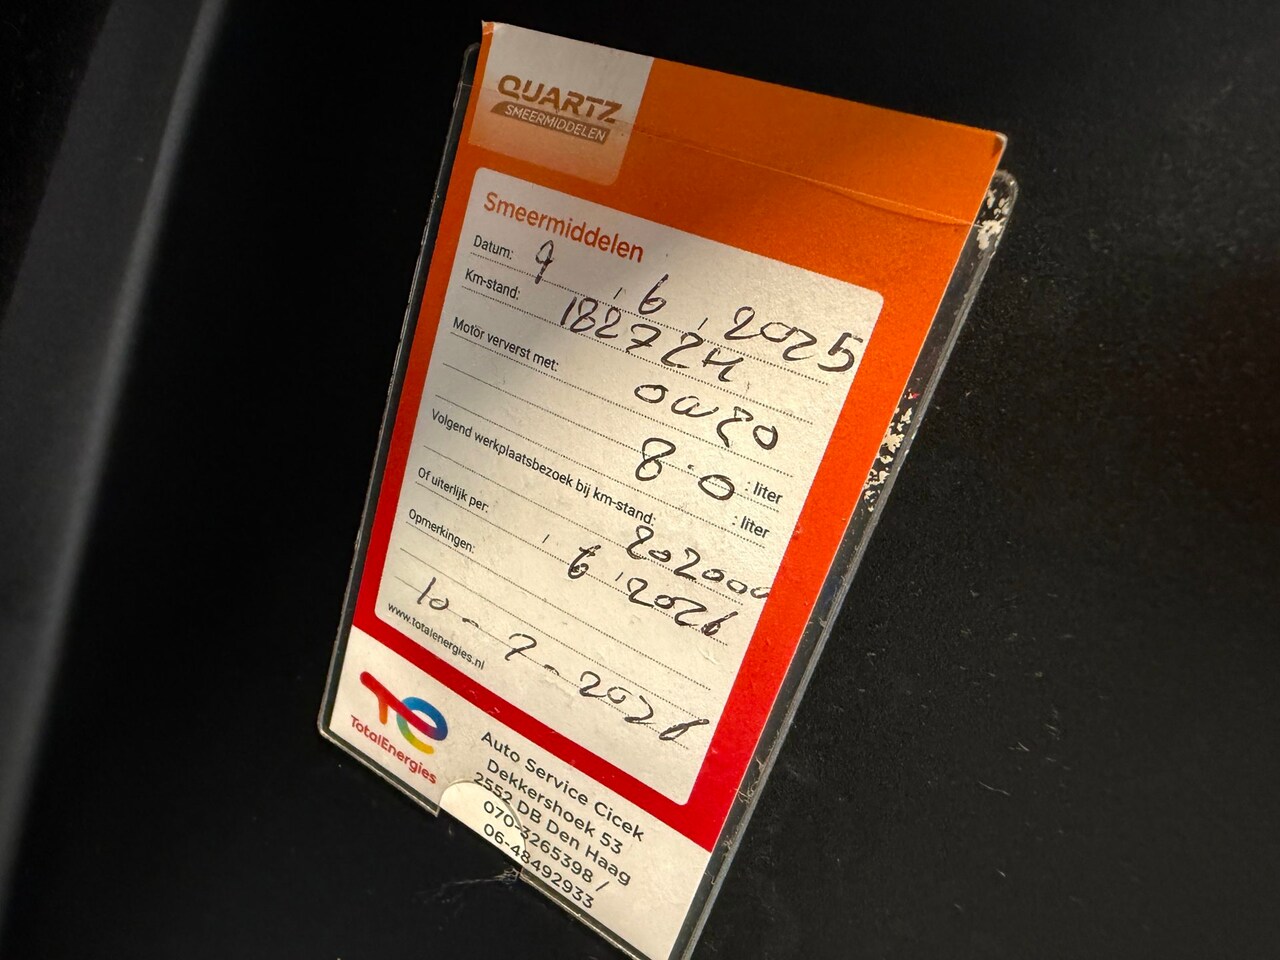 QUARTZ
SMEERMIDDELEN
Smeermiddelen
Datum: 9 , 6 , 2025
Km-stand: 182724
Motor ververst met: 0W20
8.0 : liter
: liter
Volgend werkplaatsbezoek bij km-stand: 202000
Of uiterlijk per: , 6 , 2026
Opmerkingen:
10 - 7 - 2026
www.totalenergies.nl
TotalEnergies
Auto Service Cicek
Dekkershoek 53
2552 DB Den Haag
070-3265398 /
06-48492933